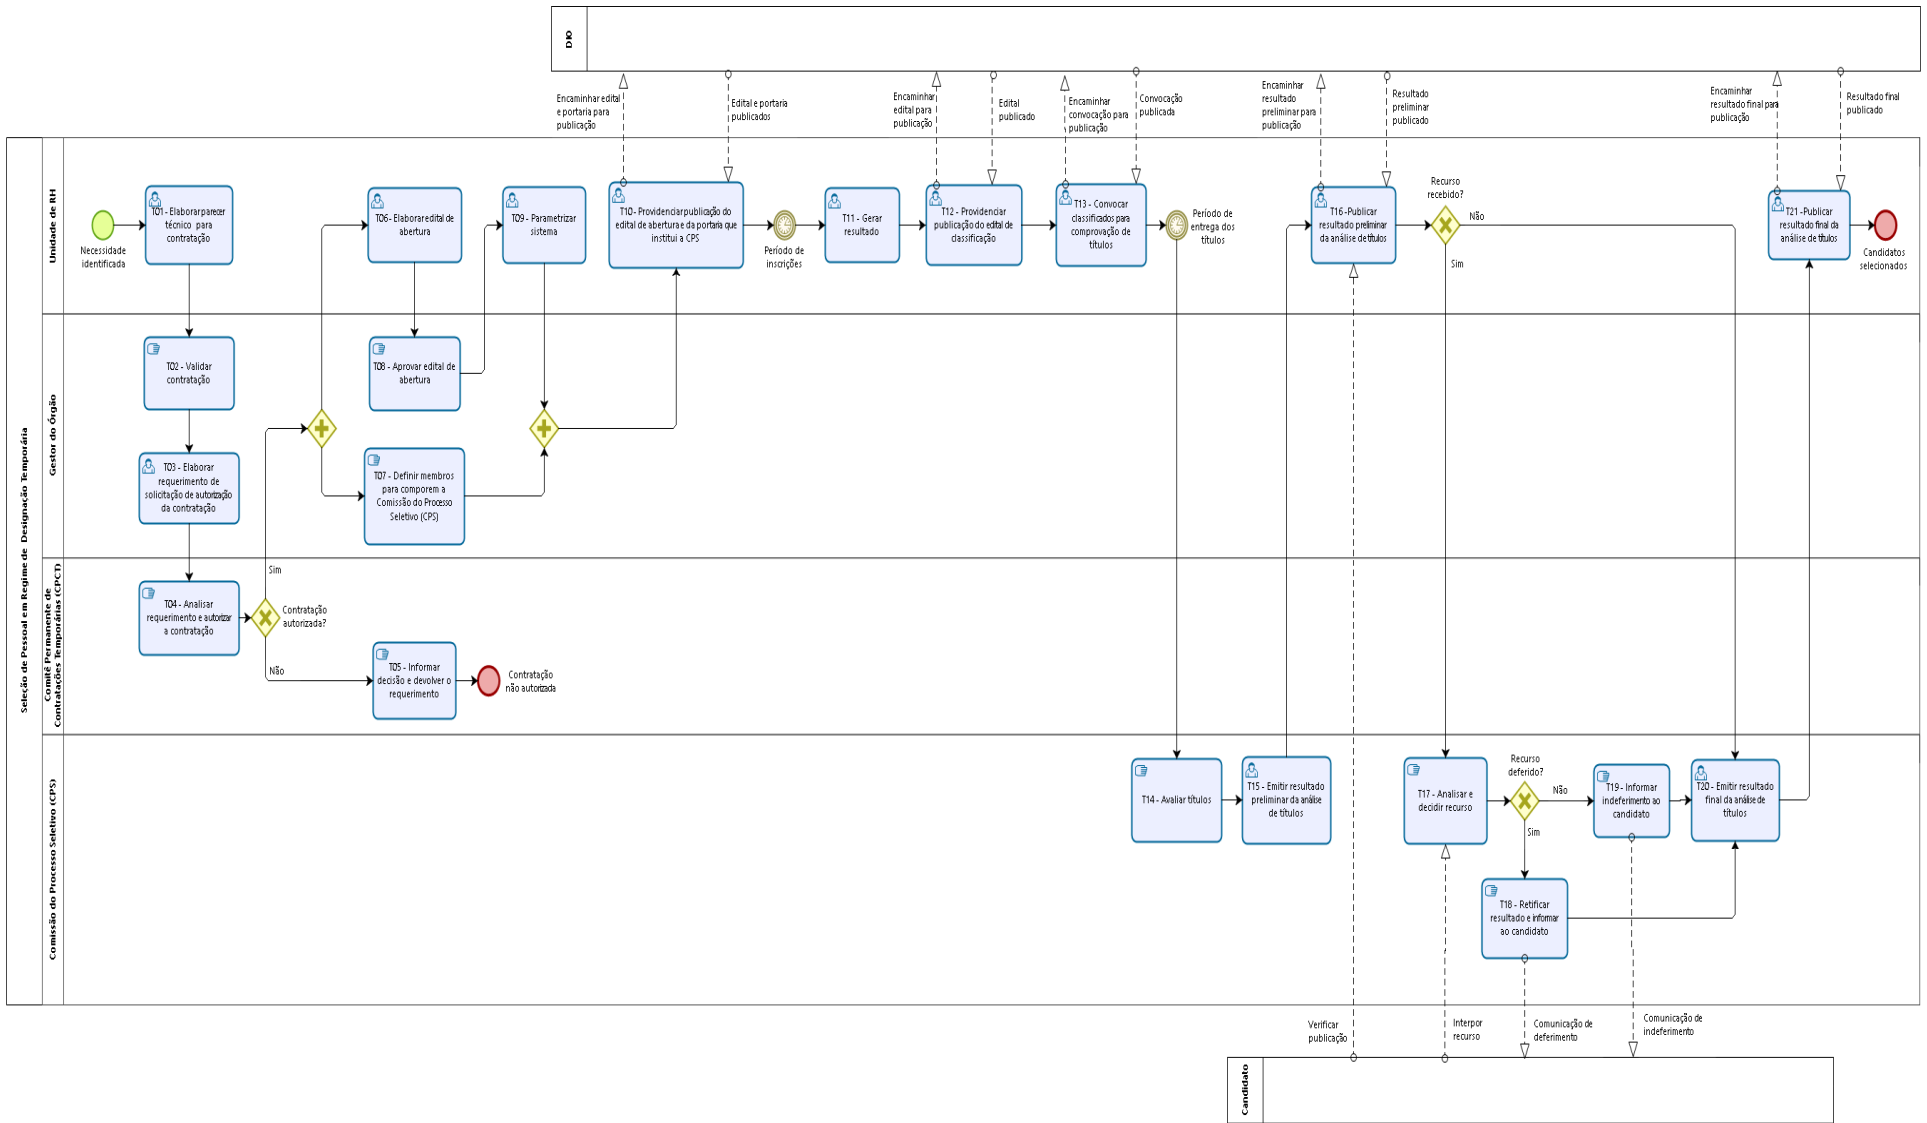 DIO
Encaminhar edital
e portaria para
publicação
Edital e portaria
publicados
Encaminhar
edital para
publicação
Edital
publicado
Encaminhar
convocação para
publicação
Convocação
publicada
Encaminhar
resultado
preliminar para
publicação
Resultado
preliminar
publicado
Encaminhar
resultado final para
publicação
Resultado final
publicado
Seleção de Pessoal em Regime de Designação Temporária
Unidade de RH
Necessidade
identificada
T01 - Elaborar parecer
técnico para
contratação
T06 - Elaborar edital de
abertura
T09 - Parametrizar
sistema
T10 - Providenciar publicação do
edital de abertura e da portaria que
institui a CPS
Período de
inscrições
T11 - Gerar
resultado
T12 - Providenciar
publicação do edital de
classificação
T13 - Convocar
classificados para
comprovação de
títulos
Período de
entrega dos
títulos
T16 -Publicar
resultado preliminar
da análise de títulos
Recurso
recebido?
Não
Sim
T21 -Publicar
resultado final da
análise de títulos
Candidatos
selecionados
Gestor do Órgão
T02 - Validar
contratação
T03 - Elaborar
requerimento de
solicitação de autorização
da contratação
T08 - Aprovar edital de
abertura
T07 - Definir membros
para comporem a
Comissão do Processo
Seletivo (CPS)
Comitê Permanente de
Contratações Temporárias (CPCT)
T04 - Analisar
requerimento e autorizar
a contratação
Sim
Contratação
autorizada?
Não
T05 - Informar
decisão e devolver o
requerimento
Contratação
não autorizada
Comissão do Processo Seletivo (CPS)
T14 - Avaliar títulos
T15 - Emitir resultado
preliminar da análise
de títulos
T17 - Analisar e
decidir recurso
Recurso
deferido?
Não
Sim
T19 - Informar
indeferimento ao
candidato
T20 - Emitir resultado
final da análise de
títulos
T18 - Retificar
resultado e informar
ao candidato
Verificar
publicação
Interpor
recurso
Comunicação de
deferimento
Comunicação de
indeferimento
Candidato